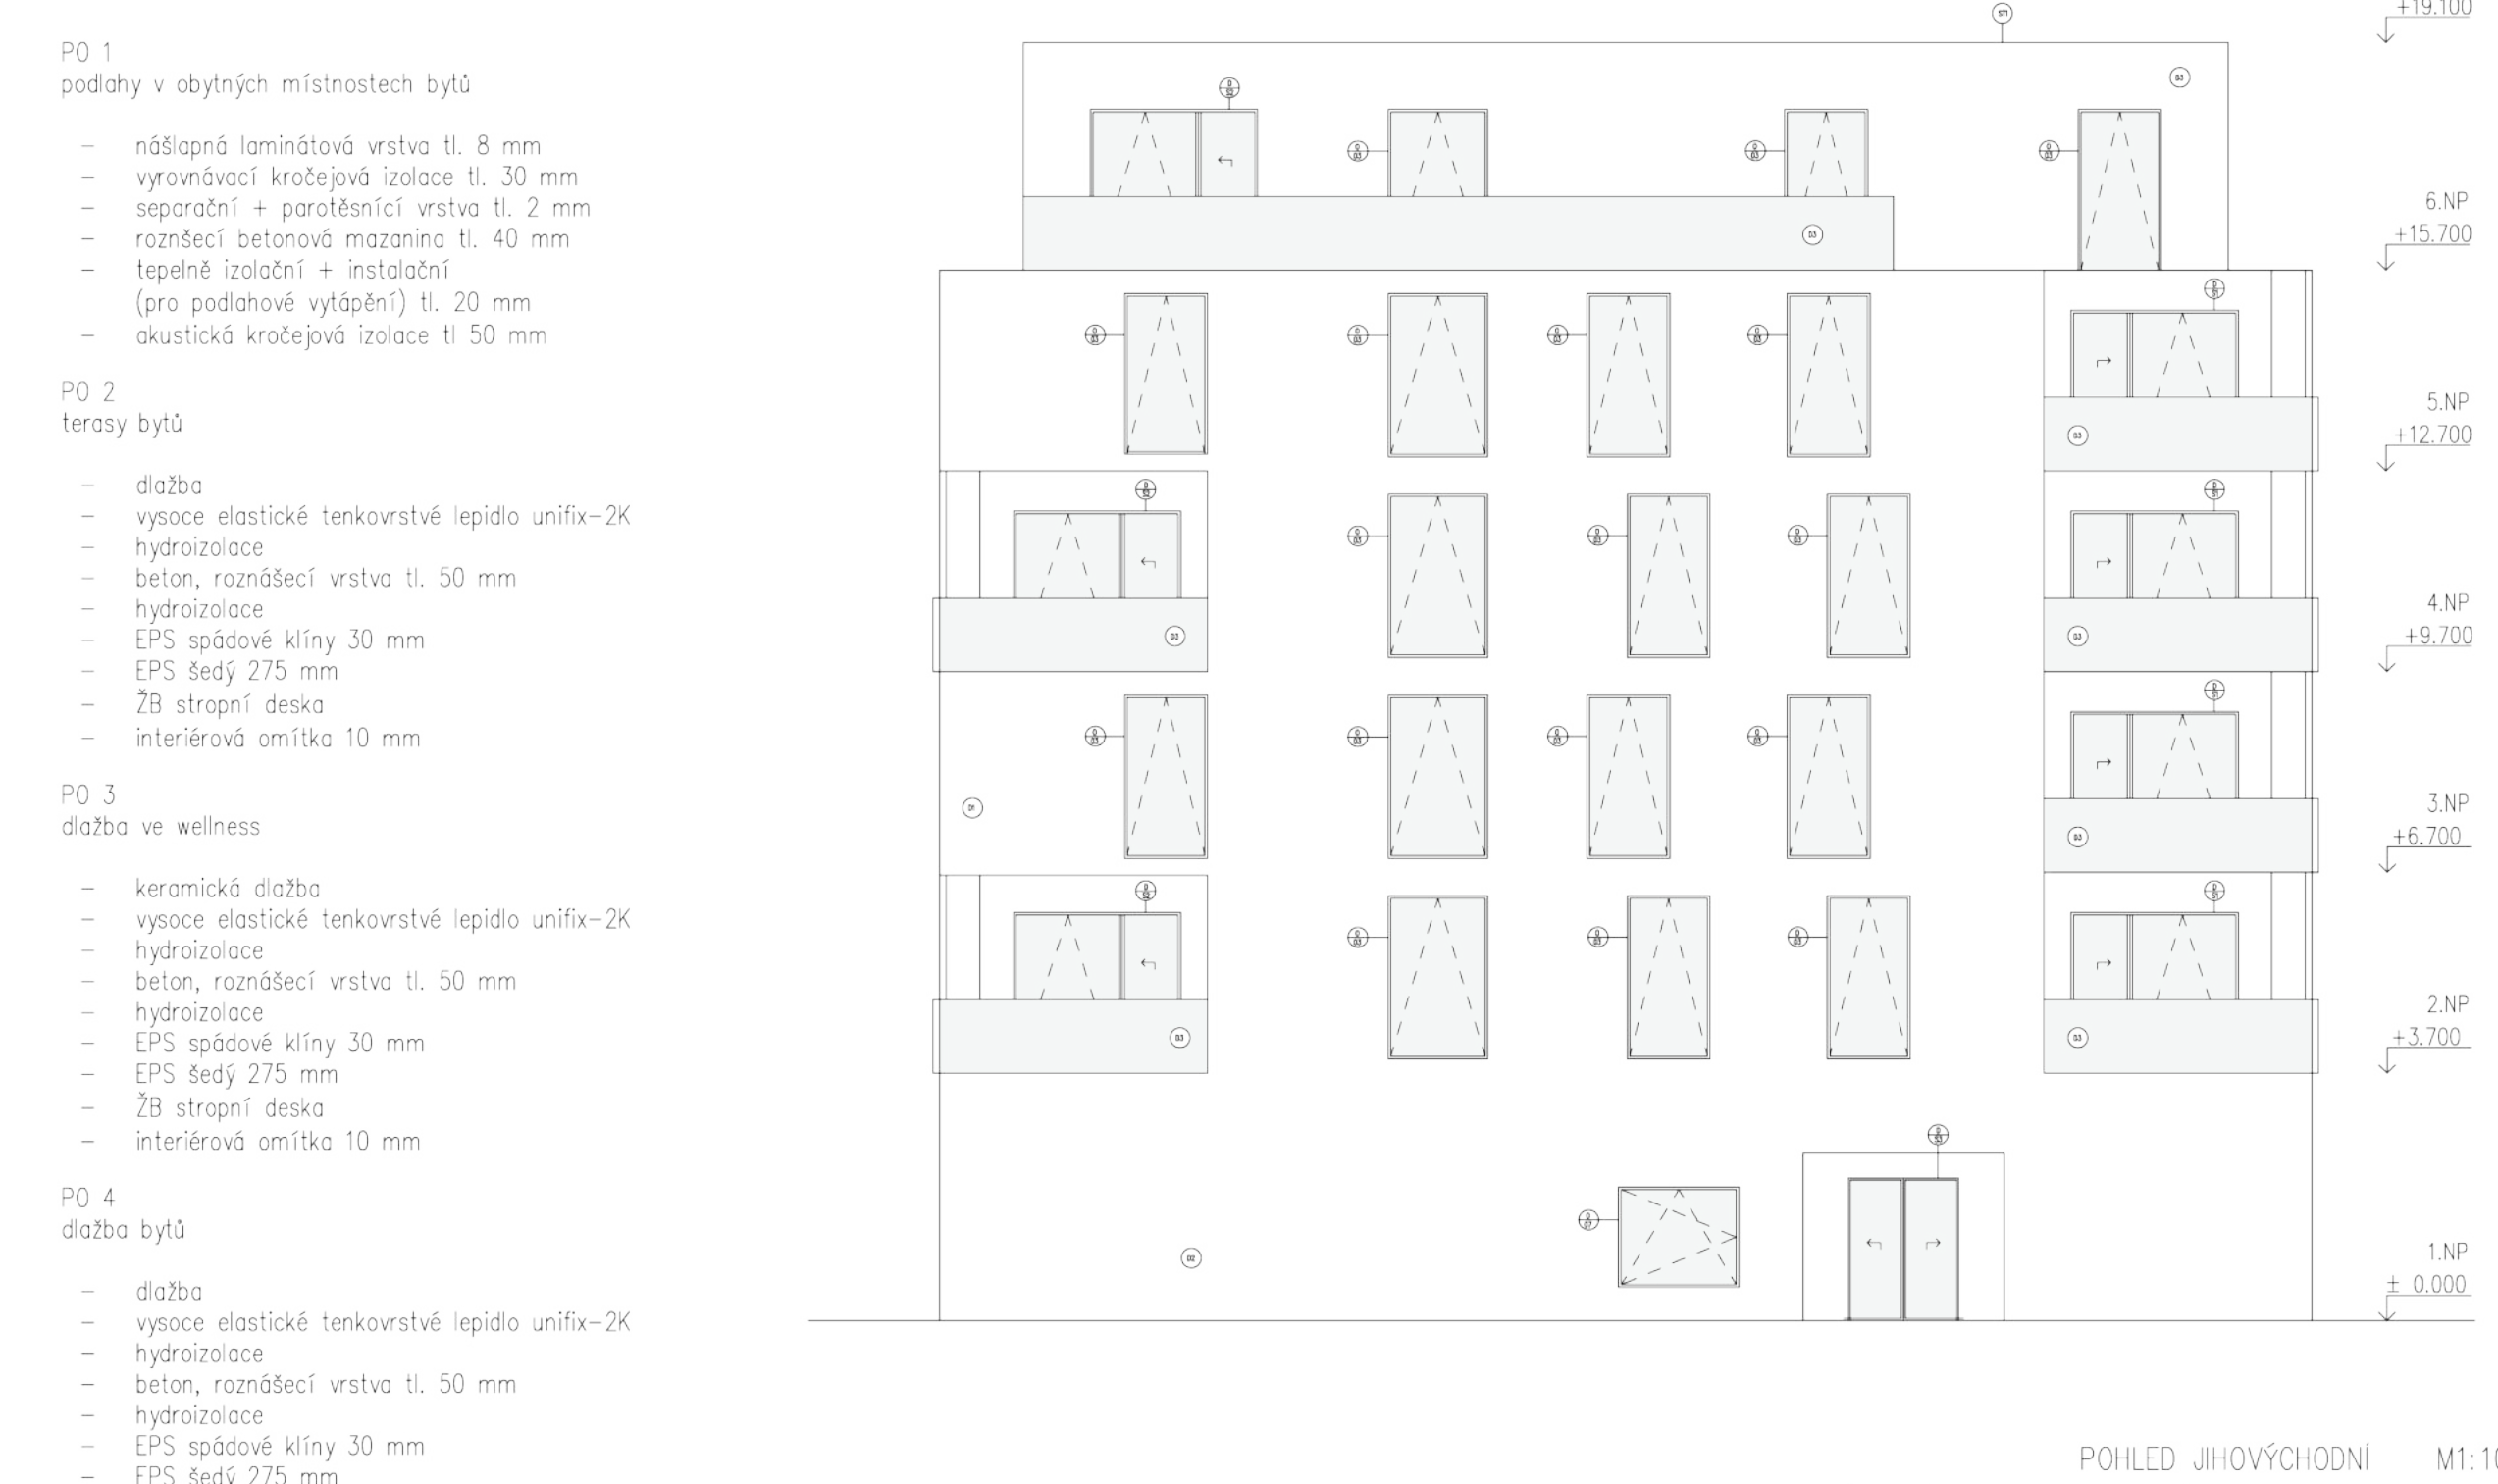 PO 1
podlahy v obytných místnostech bytů
– nášlapná laminátová vrstva tl. 8 mm
– vyrovnávací kročejová izolace tl. 30 mm
– separační + parotěsnící vrstva tl. 2 mm
– roznšecí betonová mazanina tl. 40 mm
– tepelně izolační + instalační
(pro podlahové vytápění) tl. 20 mm
– akustická kročejová izolace tl 50 mm
PO 2
terasy bytů
– dlažba
– vysoce elastické tenkovrstvé lepidlo unifix-2K
– hydroizolace
– beton, roznášecí vrstva tl. 50 mm
– hydroizolace
– EPS spádové klíny 30 mm
– EPS šedý 275 mm
– ŽB stropní deska
– interiérová omítka 10 mm
PO 3
dlažba ve wellness
– keramická dlažba
– vysoce elastické tenkovrstvé lepidlo unifix-2K
– hydroizolace
– beton, roznášecí vrstva tl. 50 mm
– hydroizolace
– EPS spádové klíny 30 mm
– EPS šedý 275 mm
– ŽB stropní deska
– interiérová omítka 10 mm
PO 4
dlažba bytů
– dlažba
– vysoce elastické tenkovrstvé lepidlo unifix-2K
– hydroizolace
– beton, roznášecí vrstva tl. 50 mm
– hydroizolace
– EPS spádové klíny 30 mm
– EPS šedý 275 mm
+19.100
6.NP
+15.700
5.NP
+12.700
4.NP
+9.700
3.NP
+6.700
2.NP
+3.700
1.NP
± 0.000
POHLED JIHOVÝCHODNÍ M1:10